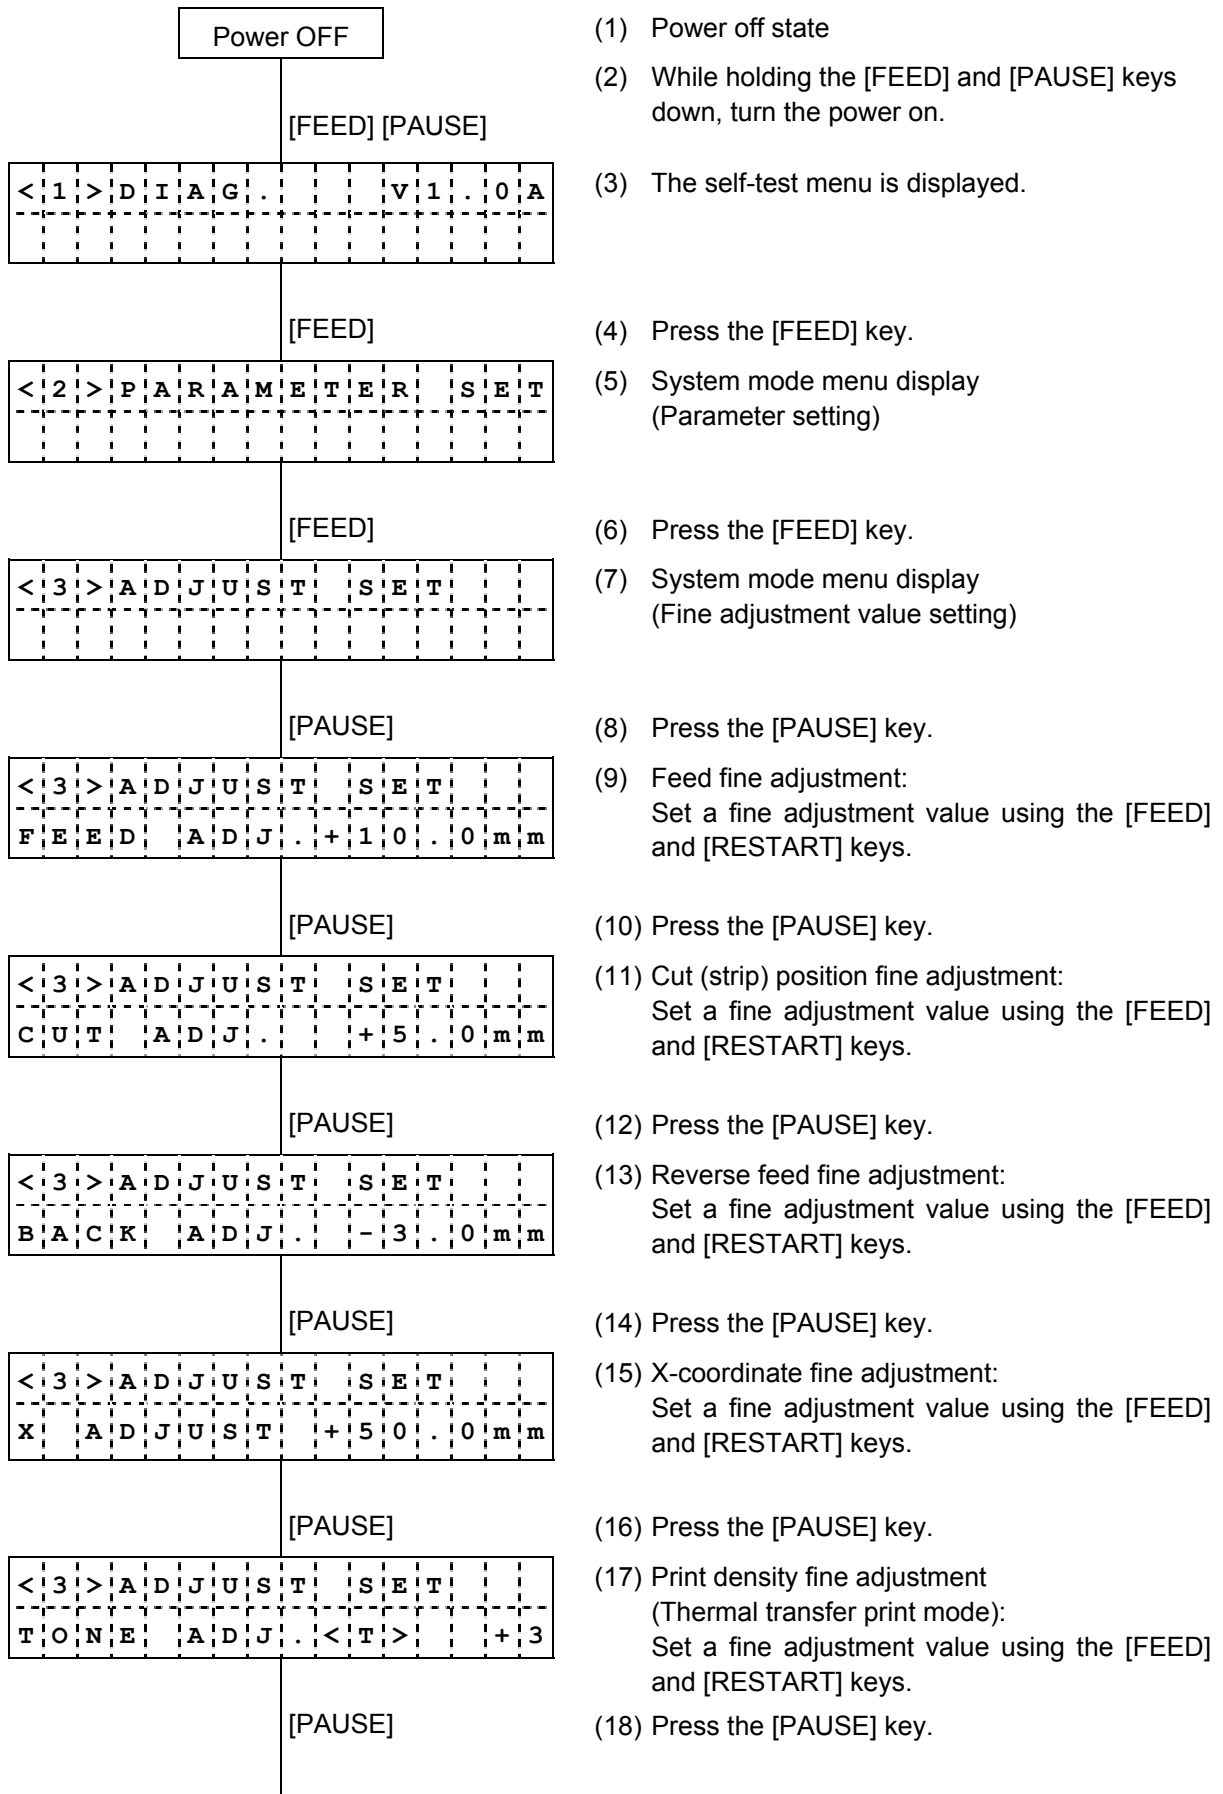 Power OFF
(1) Power off state
(2) While holding the [FEED] and [PAUSE] keys
down, turn the power on.
[FEED] [PAUSE]
<1>DIAG.   V1.0A
(3) The self-test menu is displayed.
[FEED]
(4) Press the [FEED] key.
<2>PARAMETER SET
(5) System mode menu display
(Parameter setting)
[FEED]
(6) Press the [FEED] key.
<3>ADJUST SET
(7) System mode menu display
(Fine adjustment value setting)
[PAUSE]
(8) Press the [PAUSE] key.
<3>ADJUST SET
FEED ADJ.+10.0mm
(9) Feed fine adjustment:
Set a fine adjustment value using the [FEED]
and [RESTART] keys.
[PAUSE]
(10) Press the [PAUSE] key.
<3>ADJUST SET
CUT ADJ.  +5.0mm
(11) Cut (strip) position fine adjustment:
Set a fine adjustment value using the [FEED]
and [RESTART] keys.
[PAUSE]
(12) Press the [PAUSE] key.
<3>ADJUST SET
BACK ADJ. -3.0mm
(13) Reverse feed fine adjustment:
Set a fine adjustment value using the [FEED]
and [RESTART] keys.
[PAUSE]
(14) Press the [PAUSE] key.
<3>ADJUST SET
X ADJUST +50.0mm
(15) X-coordinate fine adjustment:
Set a fine adjustment value using the [FEED]
and [RESTART] keys.
[PAUSE]
(16) Press the [PAUSE] key.
<3>ADJUST SET
TONE ADJ.<T>  +3
(17) Print density fine adjustment
(Thermal transfer print mode):
Set a fine adjustment value using the [FEED]
and [RESTART] keys.
[PAUSE]
(18) Press the [PAUSE] key.